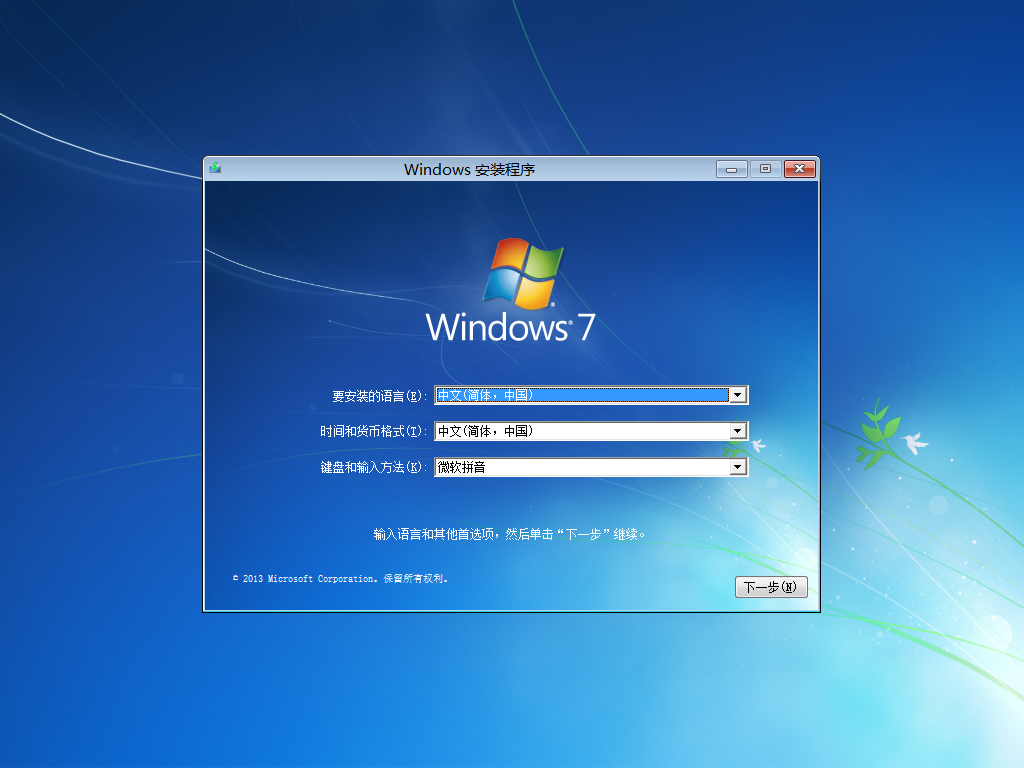 Windows 安装程序
Windows® 7
要安装的语言(E): 中文(简体，中国)
时间和货币格式(T): 中文(简体，中国)
键盘和输入方法(K): 微软拼音
输入语言和其他首选项，然后单击“下一步”继续。
© 2013 Microsoft Corporation。保留所有权利。
下一步(N)